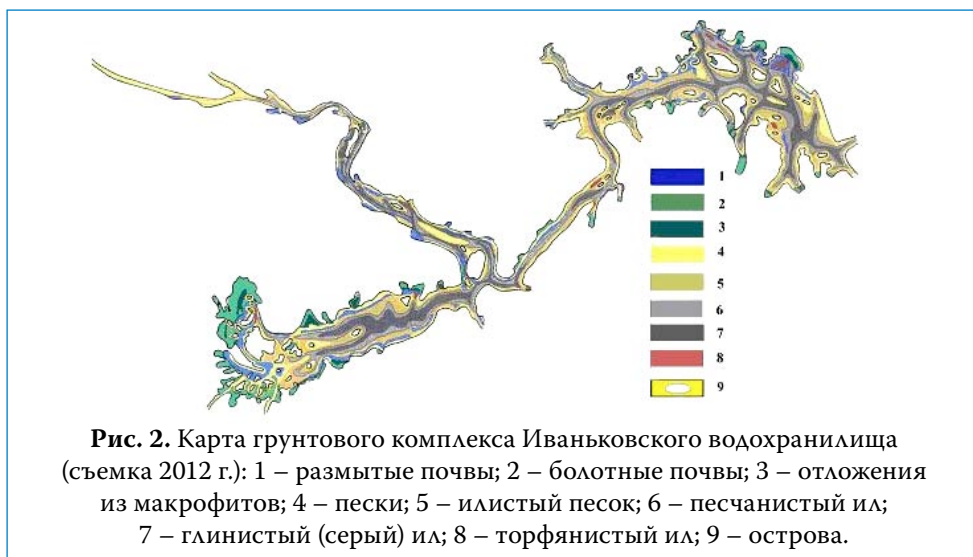 1
2
3
4
5
6
7
8
9
Рис. 2. Карта грунтового комплекса Иваньковского водохранилища
(съемка 2012 г.): 1 – размытые почвы; 2 – болотные почвы; 3 – отложения
из макрофитов; 4 – пески; 5 – илистый песок; 6 – песчанистый ил;
7 – глинистый (серый) ил; 8 – торфянистый ил; 9 – острова.